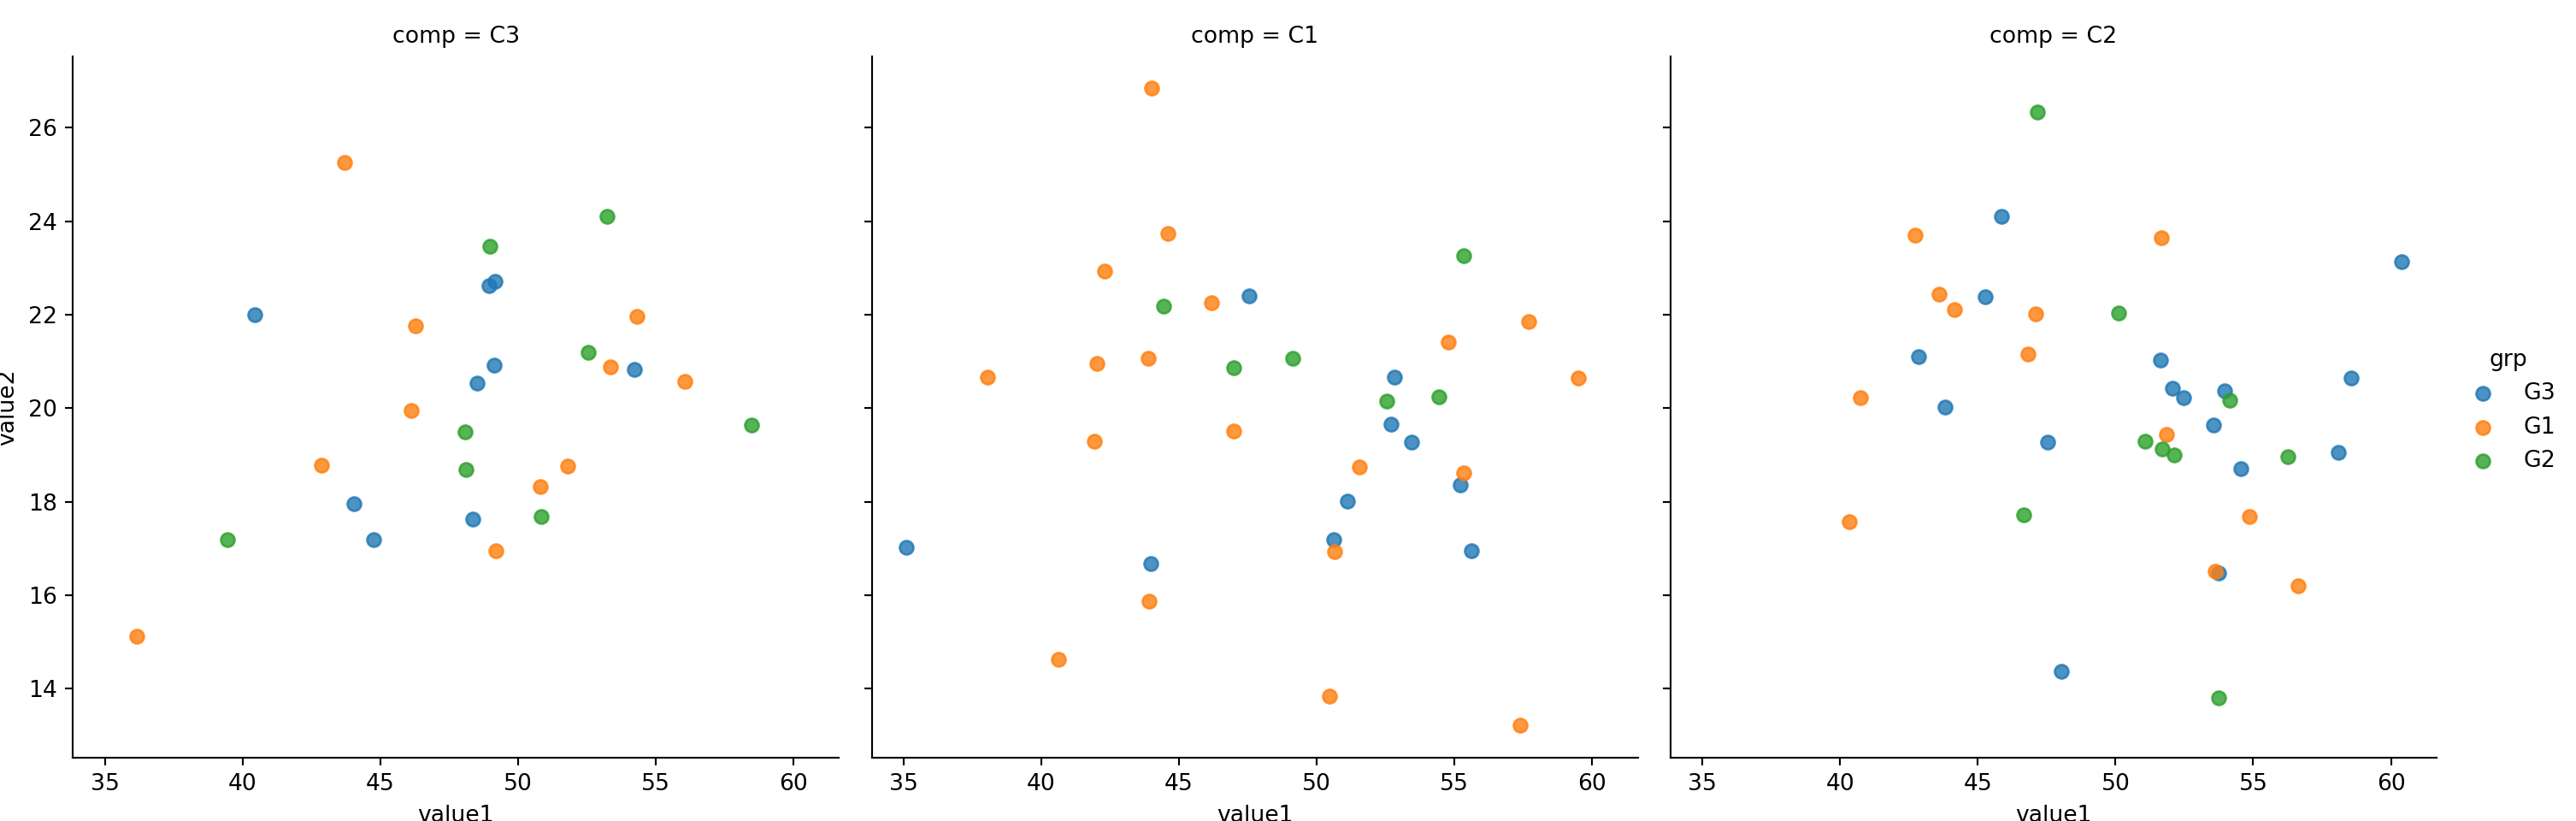 comp = C3
comp = C1
comp = C2
26
24
22
20
18
16
14
value2
35 40 45 50 55 60
35 40 45 50 55 60
35 40 45 50 55 60
value1
value1
value1
grp
G3
G1
G2